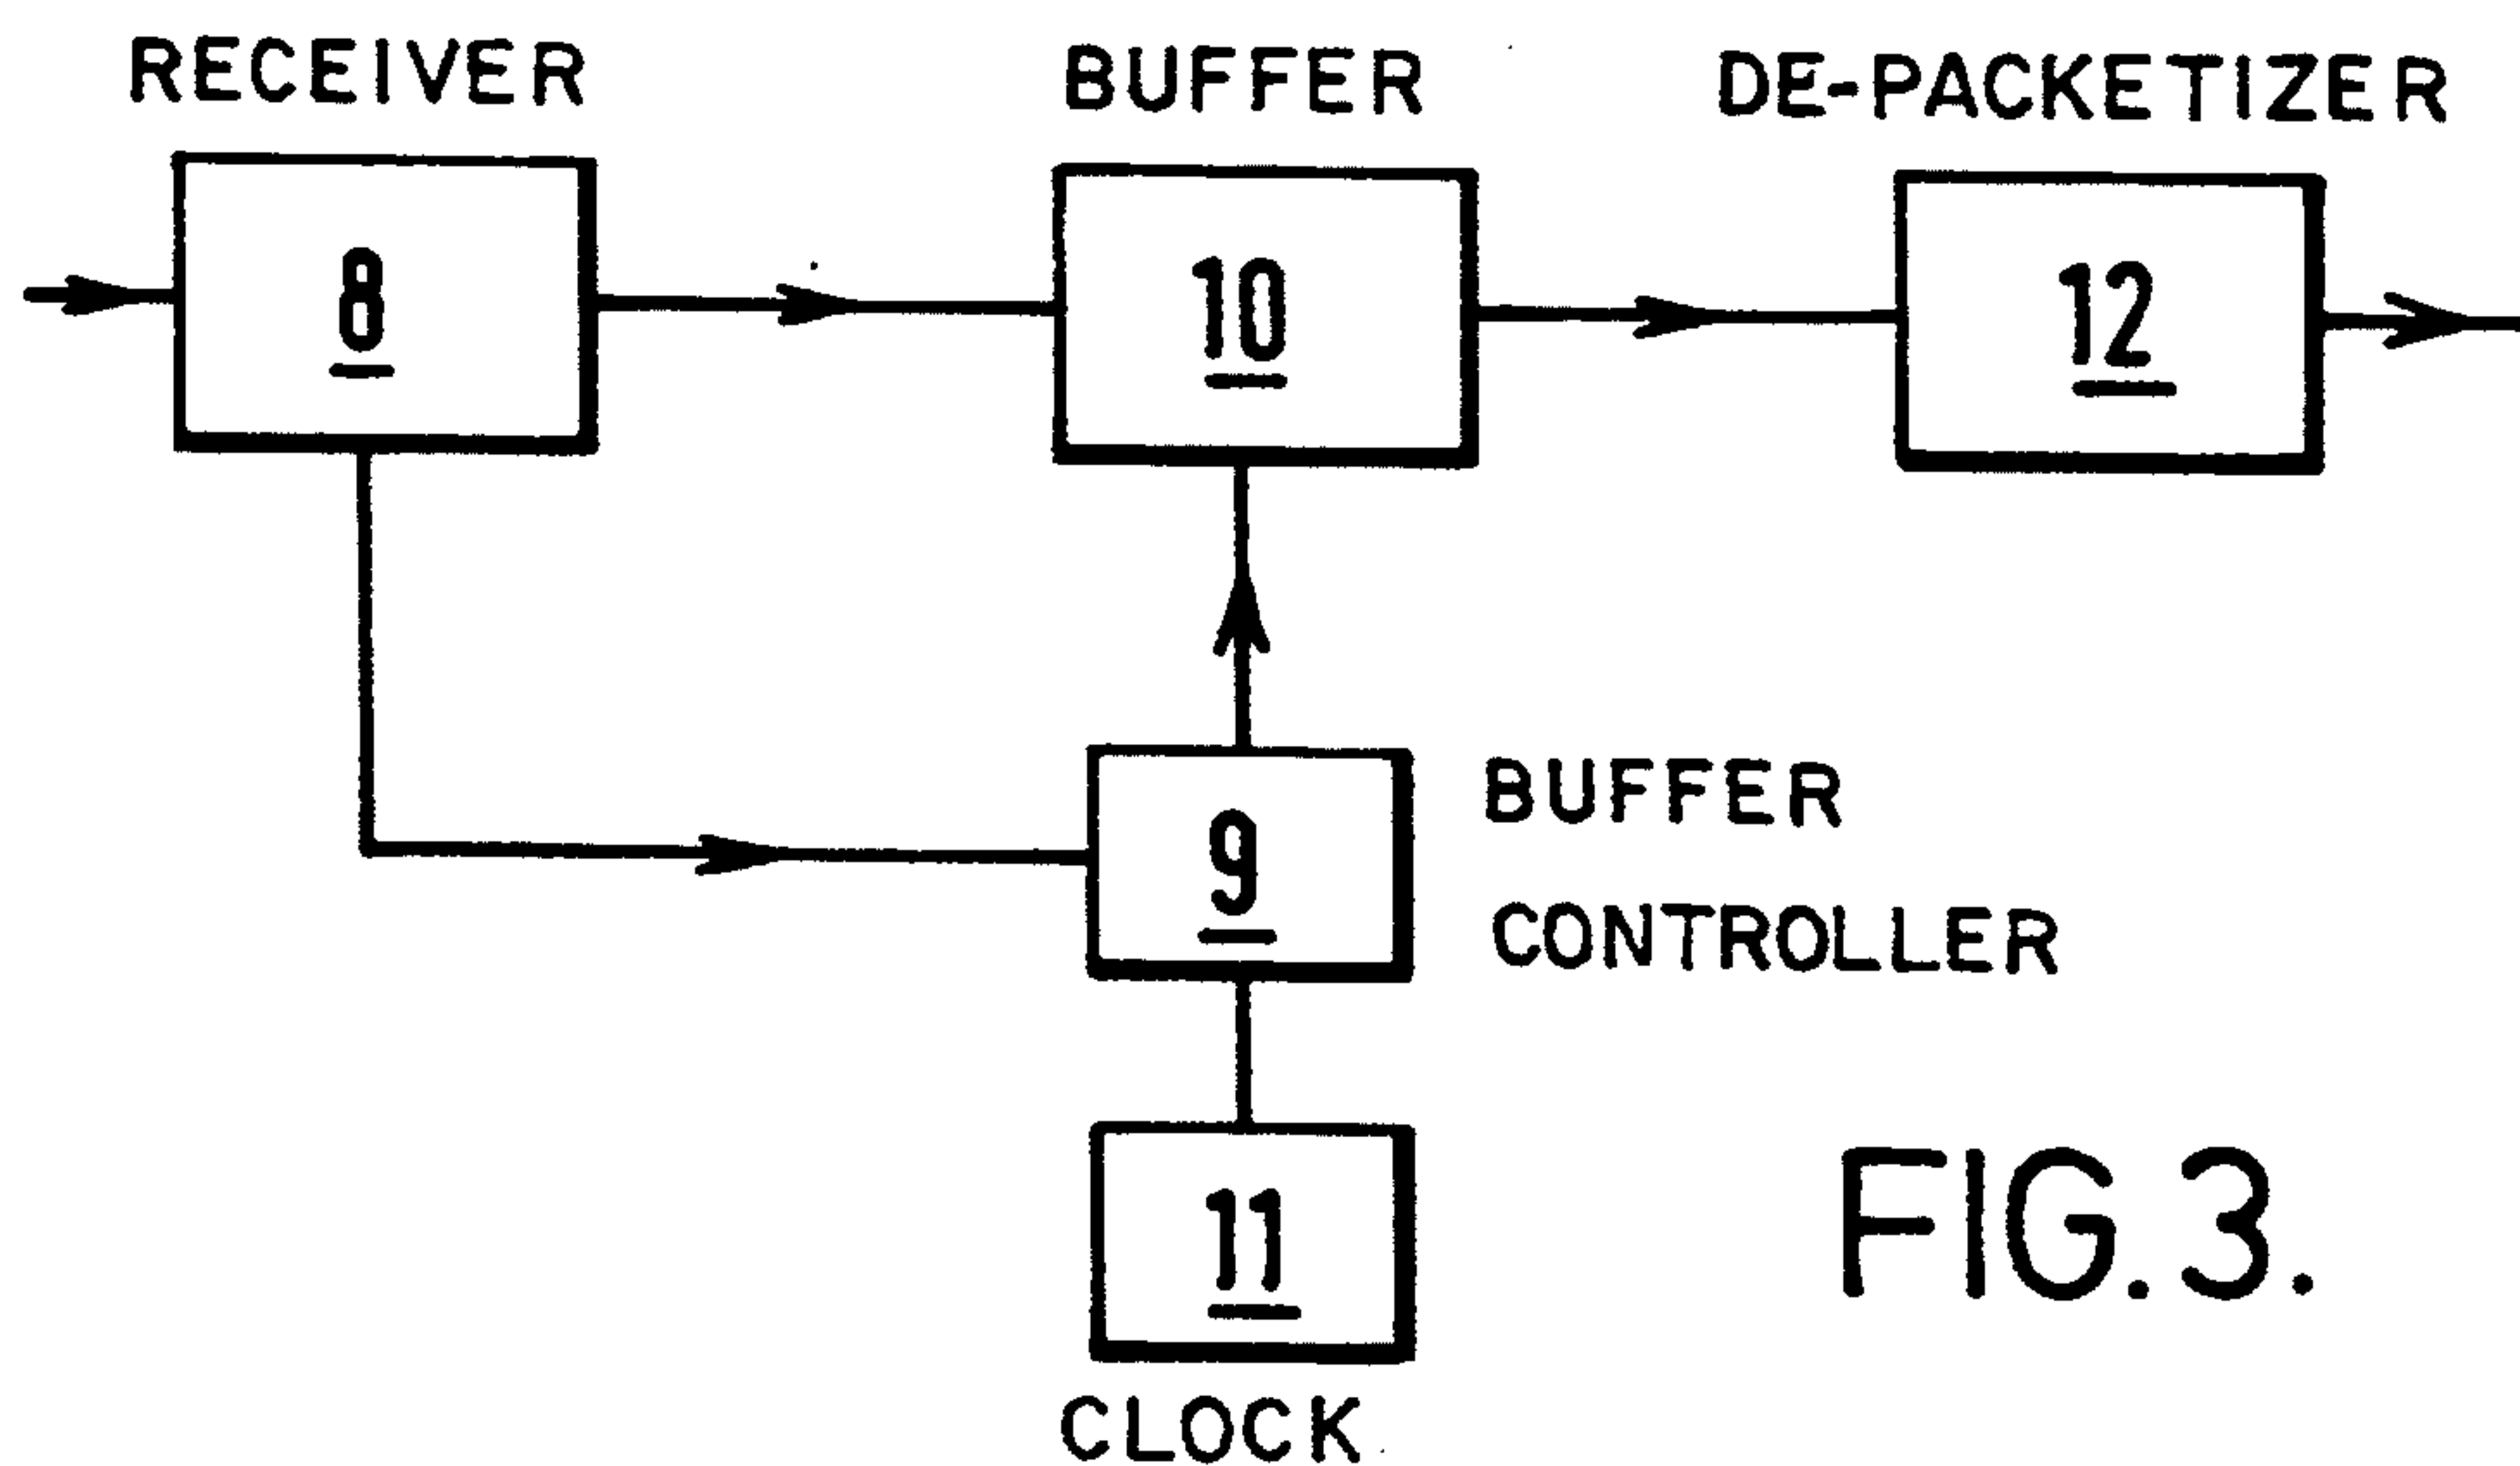 RECEIVER BUFFER DE-PACKETIZER
8 10 12
9 BUFFER
CONTROLLER
11
FIG.3.
CLOCK